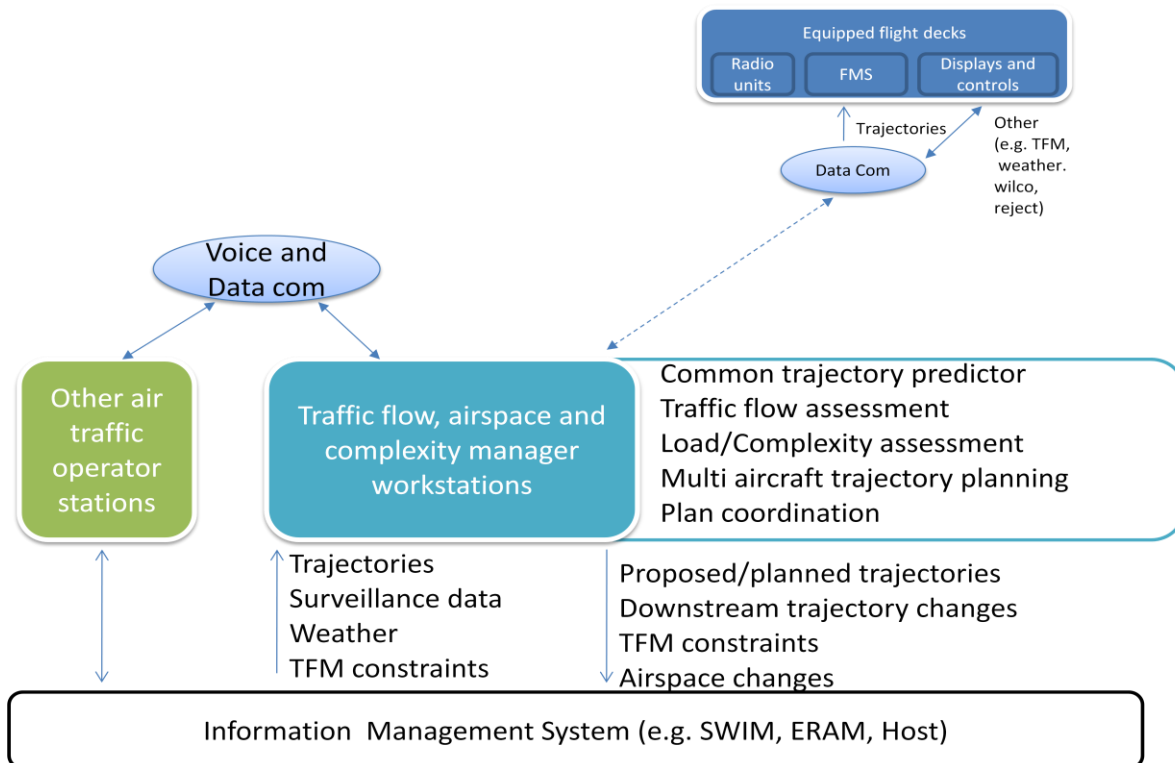 Equipped flight decks
Radio
units
FMS
Displays and
controls
Trajectories
Other
(e.g. TFM,
weather.
wilco,
reject)
Data Com
Voice and
Data com
Other air
traffic
operator
stations
Traffic flow, airspace and
complexity manager
workstations
Common trajectory predictor
Traffic flow assessment
Load/Complexity assessment
Multi aircraft trajectory planning
Plan coordination
Trajectories
Surveillance data
Weather
TFM constraints
Proposed/planned trajectories
Downstream trajectory changes
TFM constraints
Airspace changes
Information  Management System (e.g. SWIM, ERAM, Host)